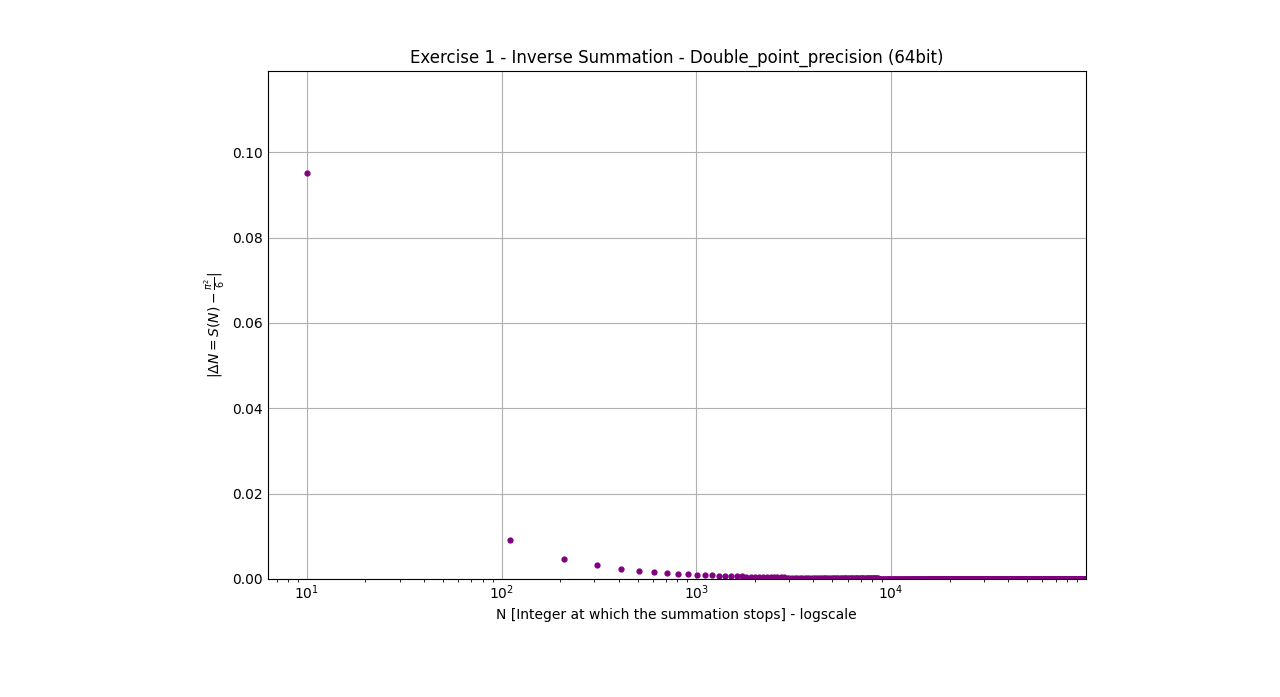 Exercise 1 - Inverse Summation - Double_point_precision (64bit)
0.10
0.08
0.06
0.04
0.02
0.00
|ΔN = S(N) − π²/6|
10¹ 10² 10³ 10⁴
N [Integer at which the summation stops] - logscale